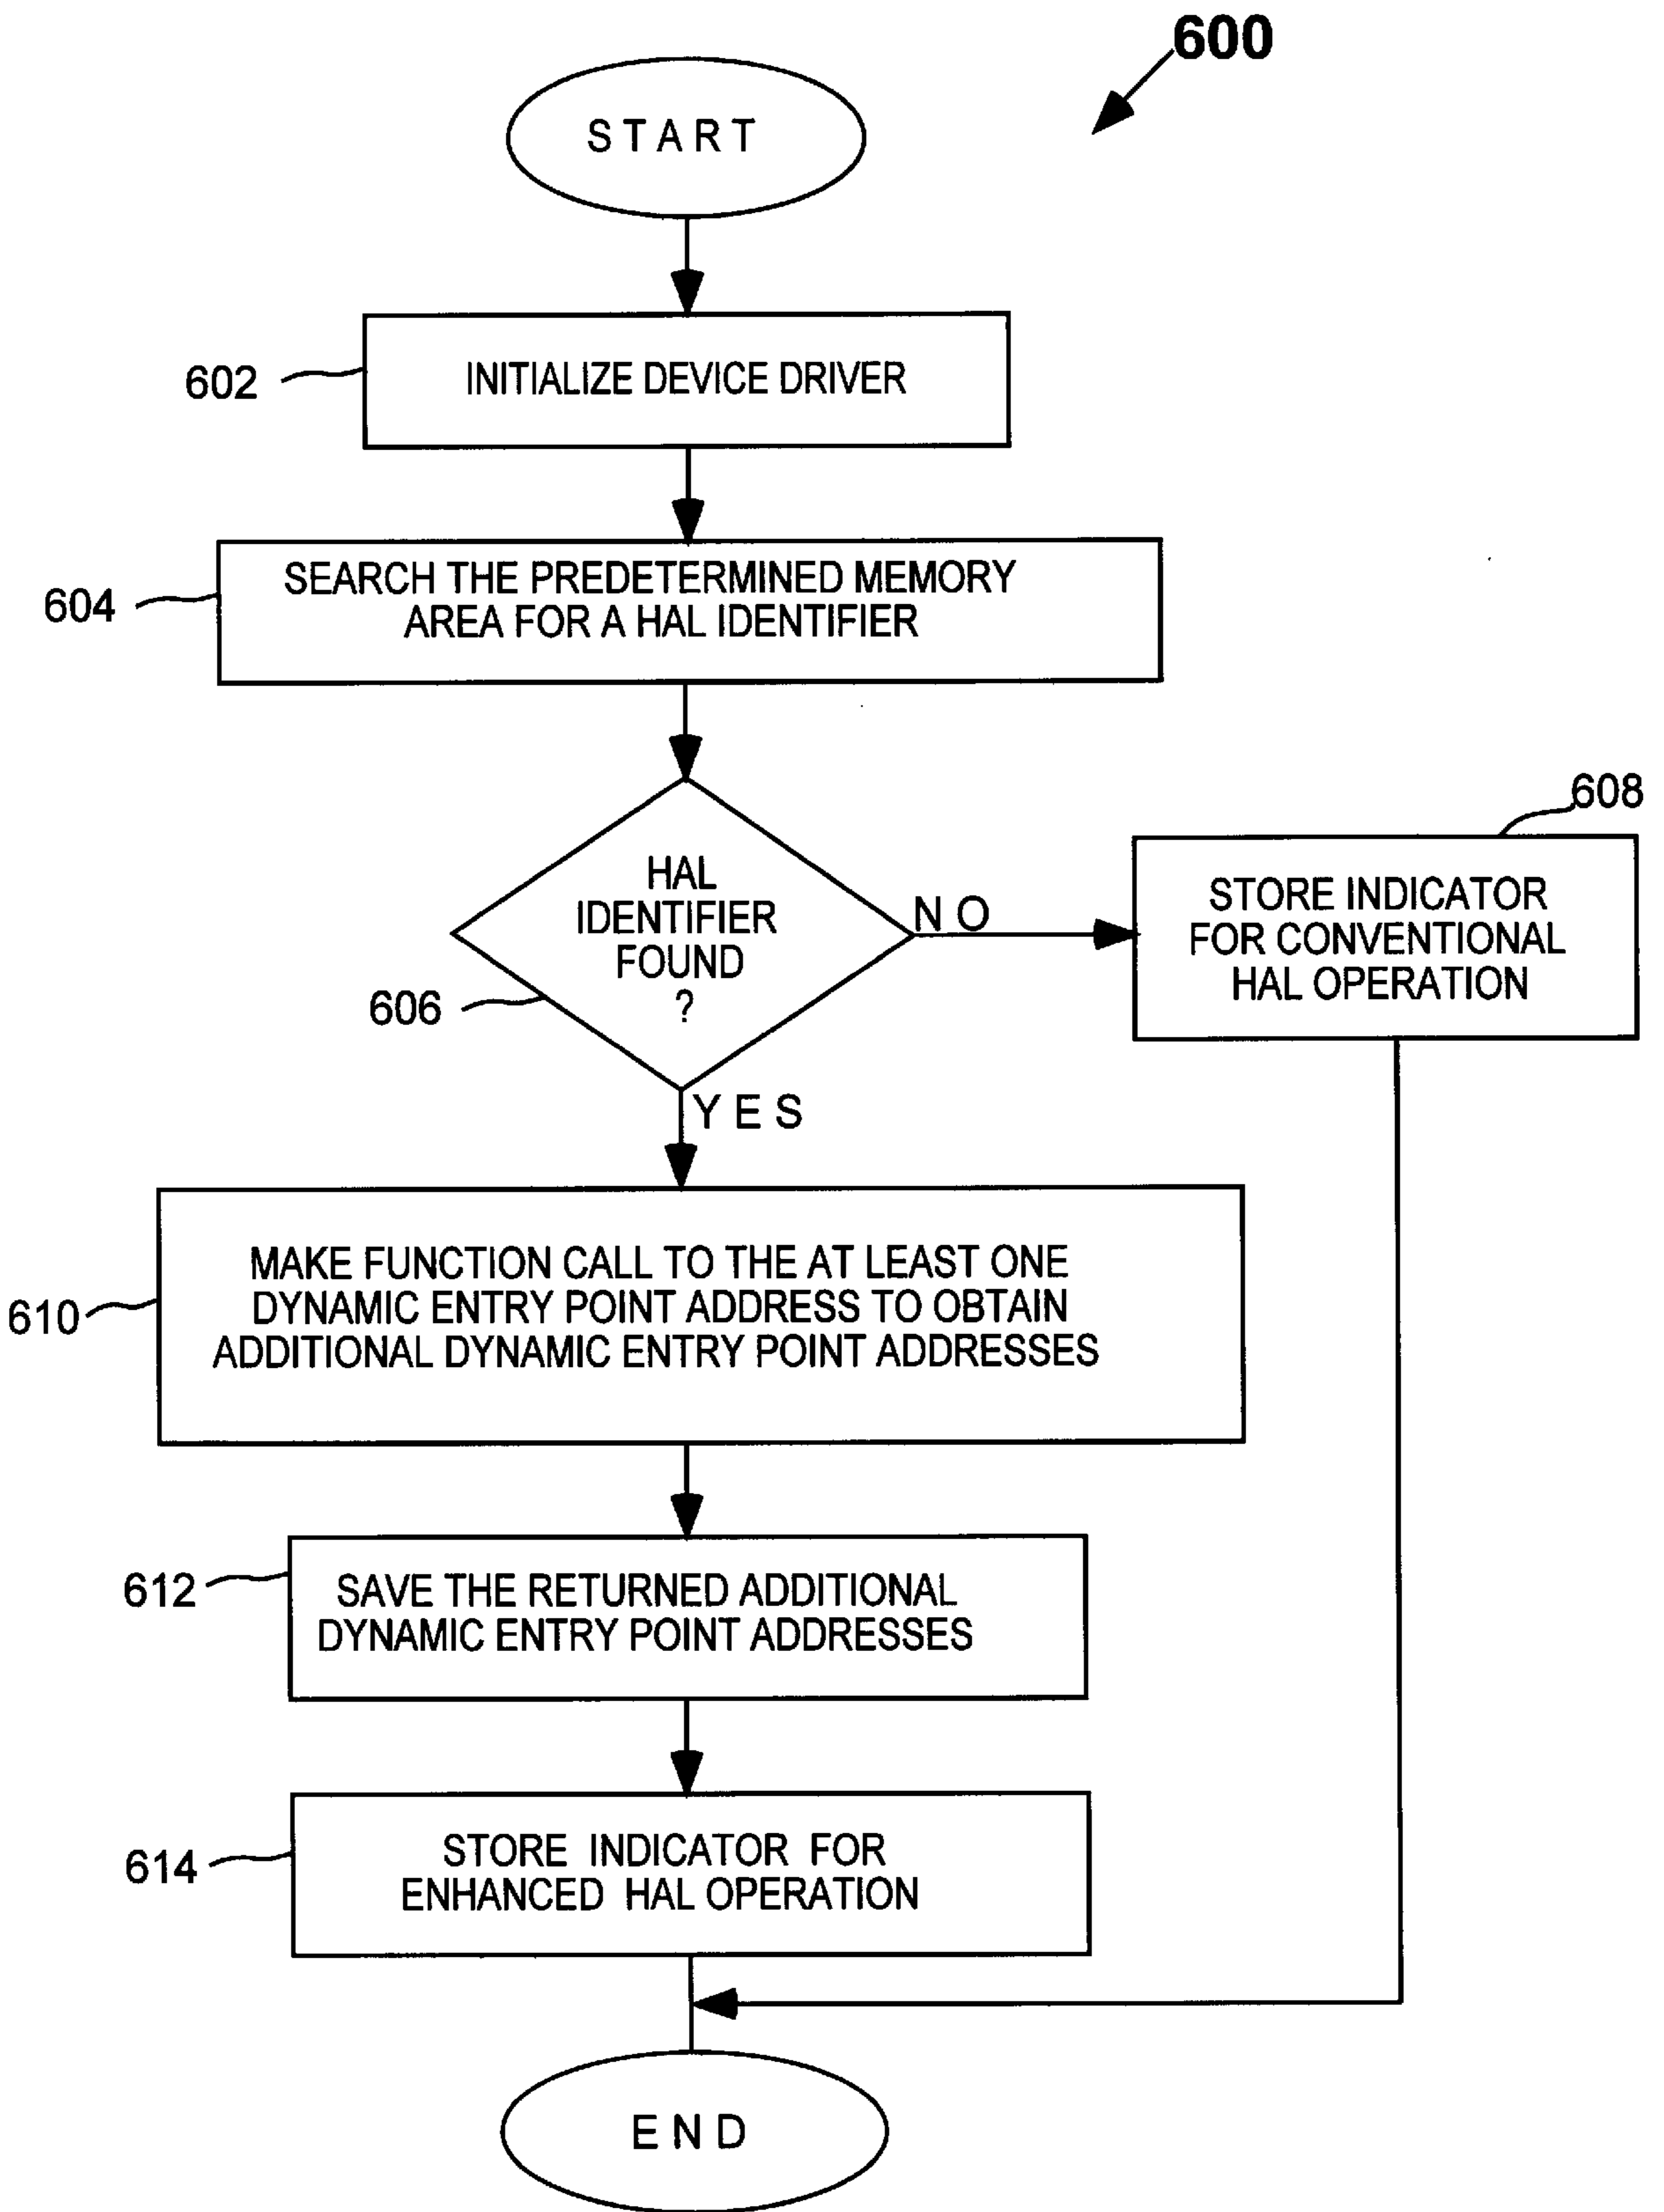 600
START
602
INITIALIZE DEVICE DRIVER
604
SEARCH THE PREDETERMINED MEMORY
AREA FOR A HAL IDENTIFIER
606
HAL
IDENTIFIER
FOUND
?
NO
608
STORE INDICATOR
FOR CONVENTIONAL
HAL OPERATION
YES
610
MAKE FUNCTION CALL TO THE AT LEAST ONE
DYNAMIC ENTRY POINT ADDRESS TO OBTAIN
ADDITIONAL DYNAMIC ENTRY POINT ADDRESSES
612
SAVE THE RETURNED ADDITIONAL
DYNAMIC ENTRY POINT ADDRESSES
614
STORE INDICATOR FOR
ENHANCED HAL OPERATION
END